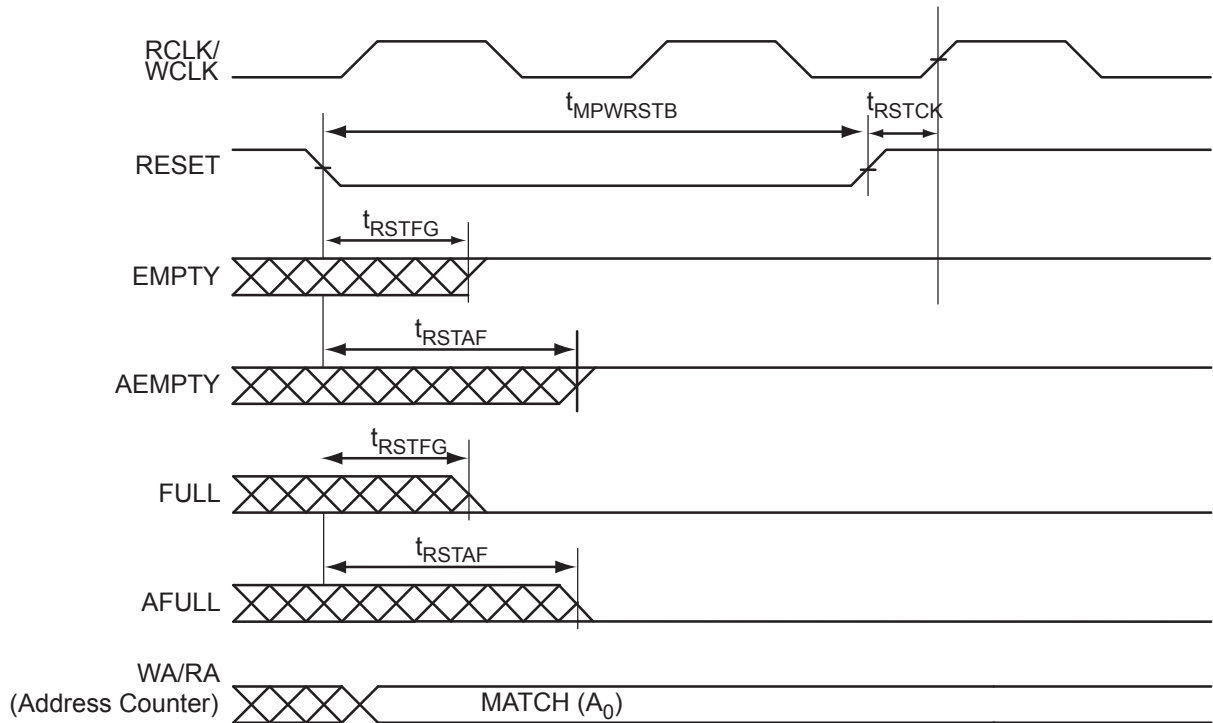 RCLK/
WCLK
tMPWRSTB
tRSTCK
RESET
tRSTFG
EMPTY
tRSTAF
AEMPTY
tRSTFG
FULL
tRSTAF
AFULL
WA/RA
(Address Counter)
MATCH (A0)